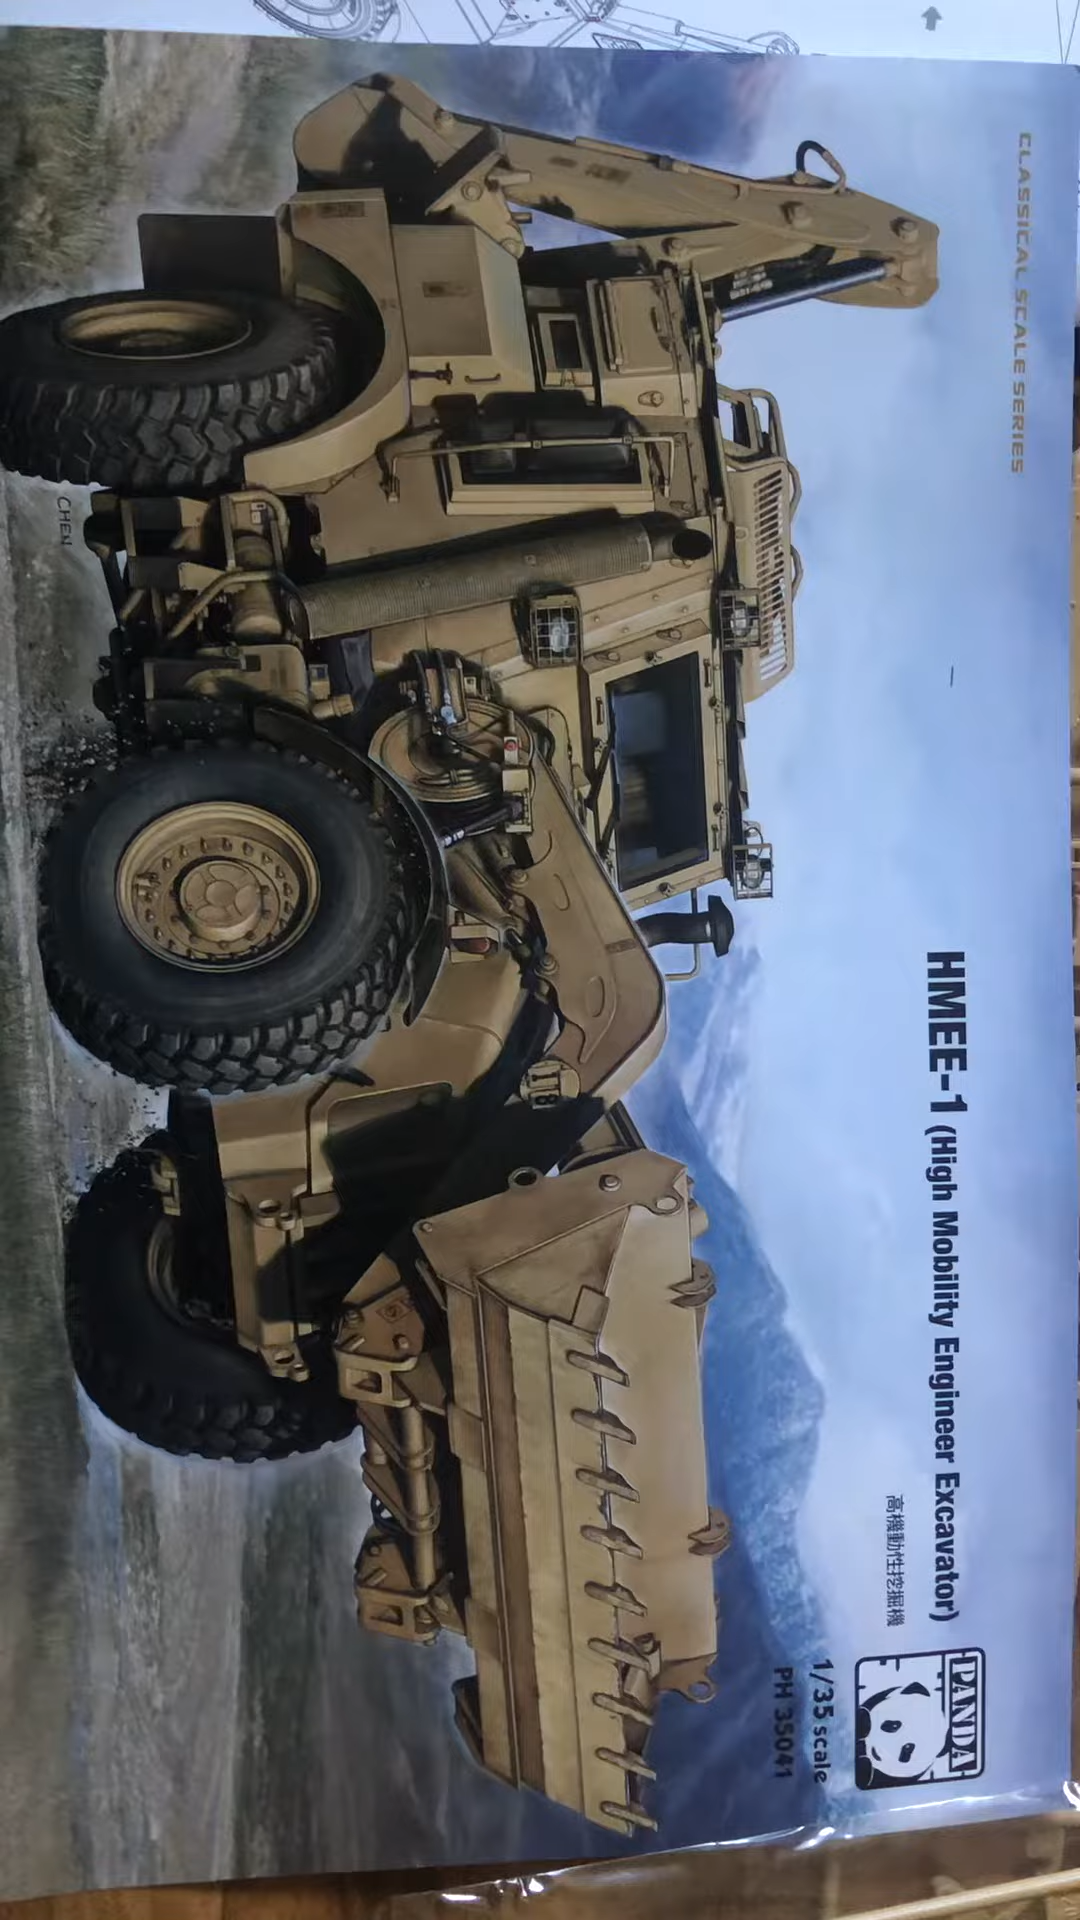 CLASSICAL SCALE SERIES
HMEE-1 (High Mobility Engineer Excavator)
高機動性挖掘機
PANDA
1/35 scale
PH 35041
18
CHEN